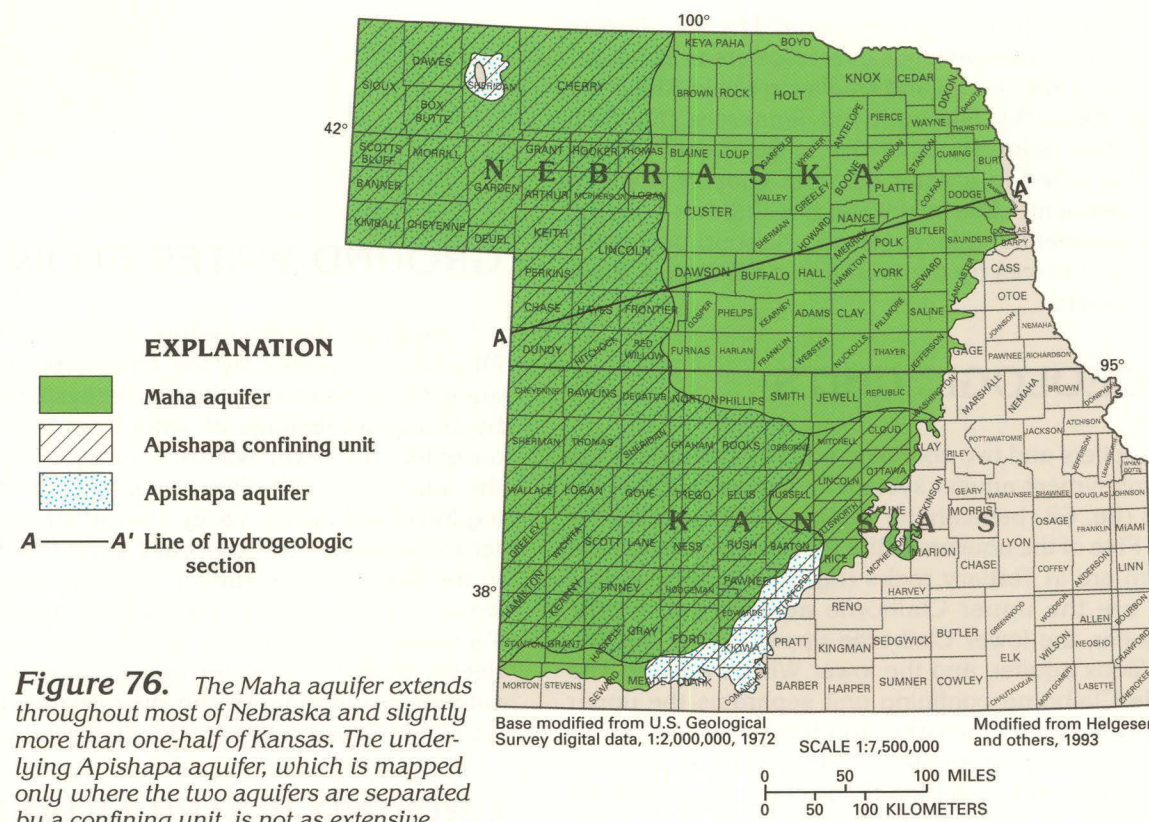 100°
KEYA PAHA BOYD
DAWES KNOX CEDAR
SIOUX SHERIDAN CHERRY BROWN ROCK HOLT DIXON DAKOTA
BOX
BUTTE
ANTELOPE PIERCE WAYNE THURSTON
42°
SCOTTS
BLUFF
MORRILL GRANT HOOKER THOMAS BLAINE LOUP GARFIELD WHEELER MADISON STANTON CUMING BURT
NEBRASKA
BANNER GARDEN ARTHUR MCPHERSON LOGAN VALLEY GREELEY BOONE PLATTE COLFAX DODGE A'
KIMBALL CHEYENNE DEUEL KEITH LINCOLN CUSTER SHERMAN HOWARD NANCE MERRICK POLK BUTLER SAUNDERS DOUGLAS
SARPY
PERKINS DAWSON BUFFALO HALL HAMILTON YORK SEWARD LANCASTER CASS
OTOE
CHASE HAYES FRONTIER GOSPER PHELPS KEARNEY ADAMS CLAY FILLMORE SALINE JOHNSON NEMAHA
A
DUNDY HITCHCOCK RED
WILLOW
FURNAS HARLAN FRANKLIN WEBSTER NUCKOLLS THAYER JEFFERSON GAGE PAWNEE RICHARDSON
95°
CHEYENNE RAWLINS DECATUR NORTON PHILLIPS SMITH JEWELL REPUBLIC WASHINGTON MARSHALL NEMAHA BROWN DONIPHAN
SHERMAN THOMAS SHERIDAN GRAHAM ROOKS OSBORNE MITCHELL CLOUD CLAY RILEY POTTAWATOMIE JACKSON ATCHISON
JEFFERSON LEAVENWORTH
WYAN
DOTTE
OTTAWA
WALLACE LOGAN GOVE TREGO ELLIS RUSSELL LINCOLN DICKINSON GEARY WABAUNSEE SHAWNEE DOUGLAS JOHNSON
SALINE MORRIS
KANSAS
GREELEY WICHITA SCOTT LANE NESS RUSH BARTON ELLSWORTH RICE MCPHERSON MARION CHASE LYON OSAGE FRANKLIN MIAMI
COFFEY ANDERSON LINN
38°
HAMILTON KEARNY FINNEY HODGEMAN PAWNEE STAFFORD RENO HARVEY
EDWARDS
GREENWOOD WOODSON ALLEN BOURBON
STANTON GRANT HASKELL GRAY FORD KIOWA PRATT KINGMAN SEDGWICK BUTLER ELK WILSON NEOSHO CRAWFORD
MORTON STEVENS SEWARD MEADE CLARK COMANCHE BARBER HARPER SUMNER COWLEY CHAUTAUQUA MONTGOMERY LABETTE CHEROKEE
EXPLANATION
Maha aquifer
Apishapa confining unit
Apishapa aquifer
A A' Line of hydrogeologic
section
Base modified from U.S. Geological
Survey digital data, 1:2,000,000, 1972
Modified from Helgesen
and others, 1993
SCALE 1:7,500,000
0 50 100 MILES
0 50 100 KILOMETERS
Figure 76. The Maha aquifer extends
throughout most of Nebraska and slightly
more than one-half of Kansas. The under-
lying Apishapa aquifer, which is mapped
only where the two aquifers are separated
by a confining unit, is not as extensive.